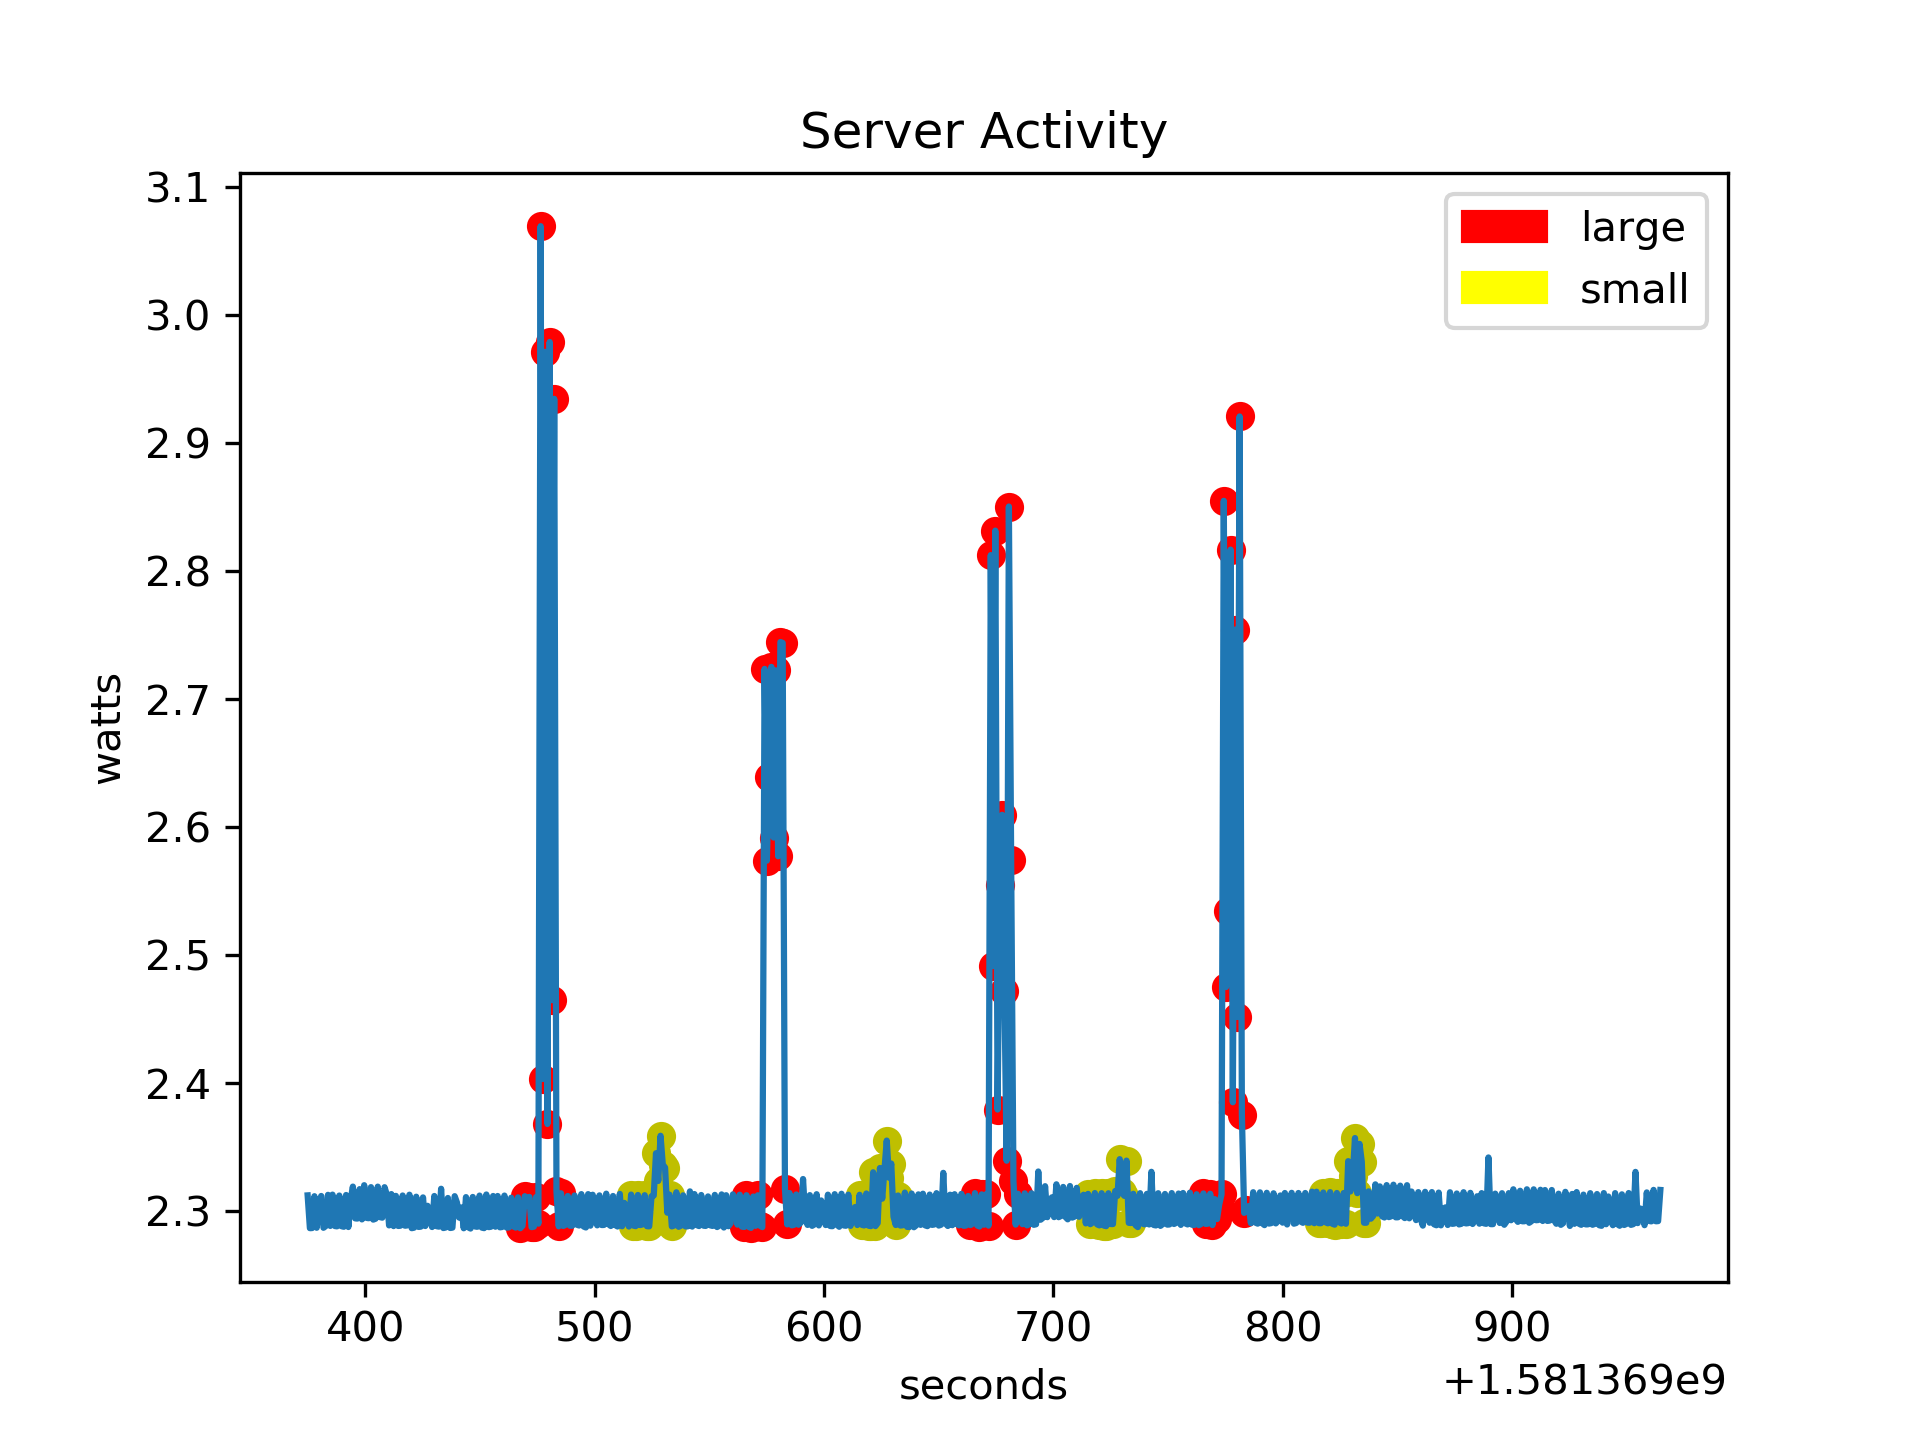 Server Activity
3.1
3.0
2.9
2.8
2.7
2.6
2.5
2.4
2.3
watts
large
small
400 500 600 700 800 900
seconds
+1.581369e9